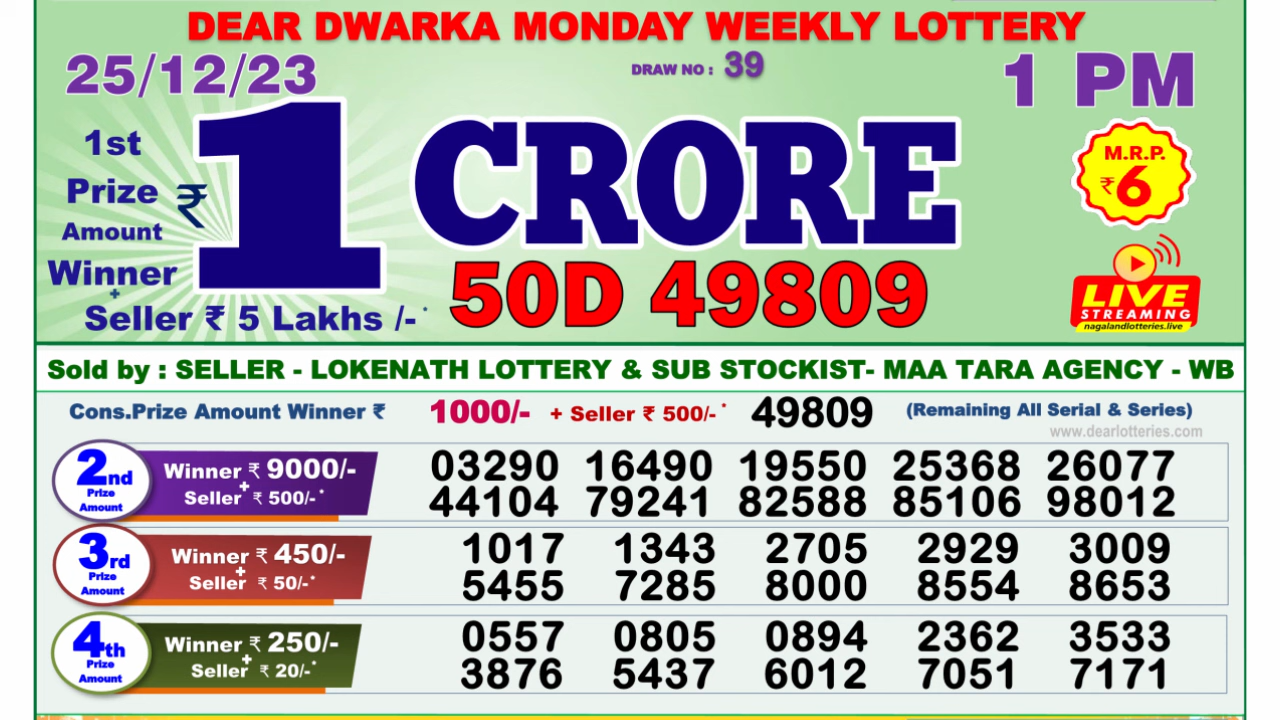 DEAR DWARKA MONDAY WEEKLY LOTTERY
25/12/23
DRAW NO : 39
1 PM
1st
Prize
Amount
Winner
+
Seller ₹ 5 Lakhs /-*
₹ 1 CRORE
50D 49809
M.R.P.
₹6
LIVE
STREAMING
nagalandlotteries.live
Sold by : SELLER - LOKENATH LOTTERY & SUB STOCKIST- MAA TARA AGENCY - WB
Cons.Prize Amount Winner ₹ 1000/- + Seller ₹ 500/-* 49809 (Remaining All Serial & Series)
www.dearlotteries.com
2nd
Prize
Amount
Winner ₹ 9000/-
+
Seller ₹ 500/-*
03290 16490 19550 25368 26077
44104 79241 82588 85106 98012
3rd
Prize
Amount
Winner ₹ 450/-
+
Seller ₹ 50/-*
1017 1343 2705 2929 3009
5455 7285 8000 8554 8653
4th
Prize
Amount
Winner ₹ 250/-
+
Seller ₹ 20/-*
0557 0805 0894 2362 3533
3876 5437 6012 7051 7171